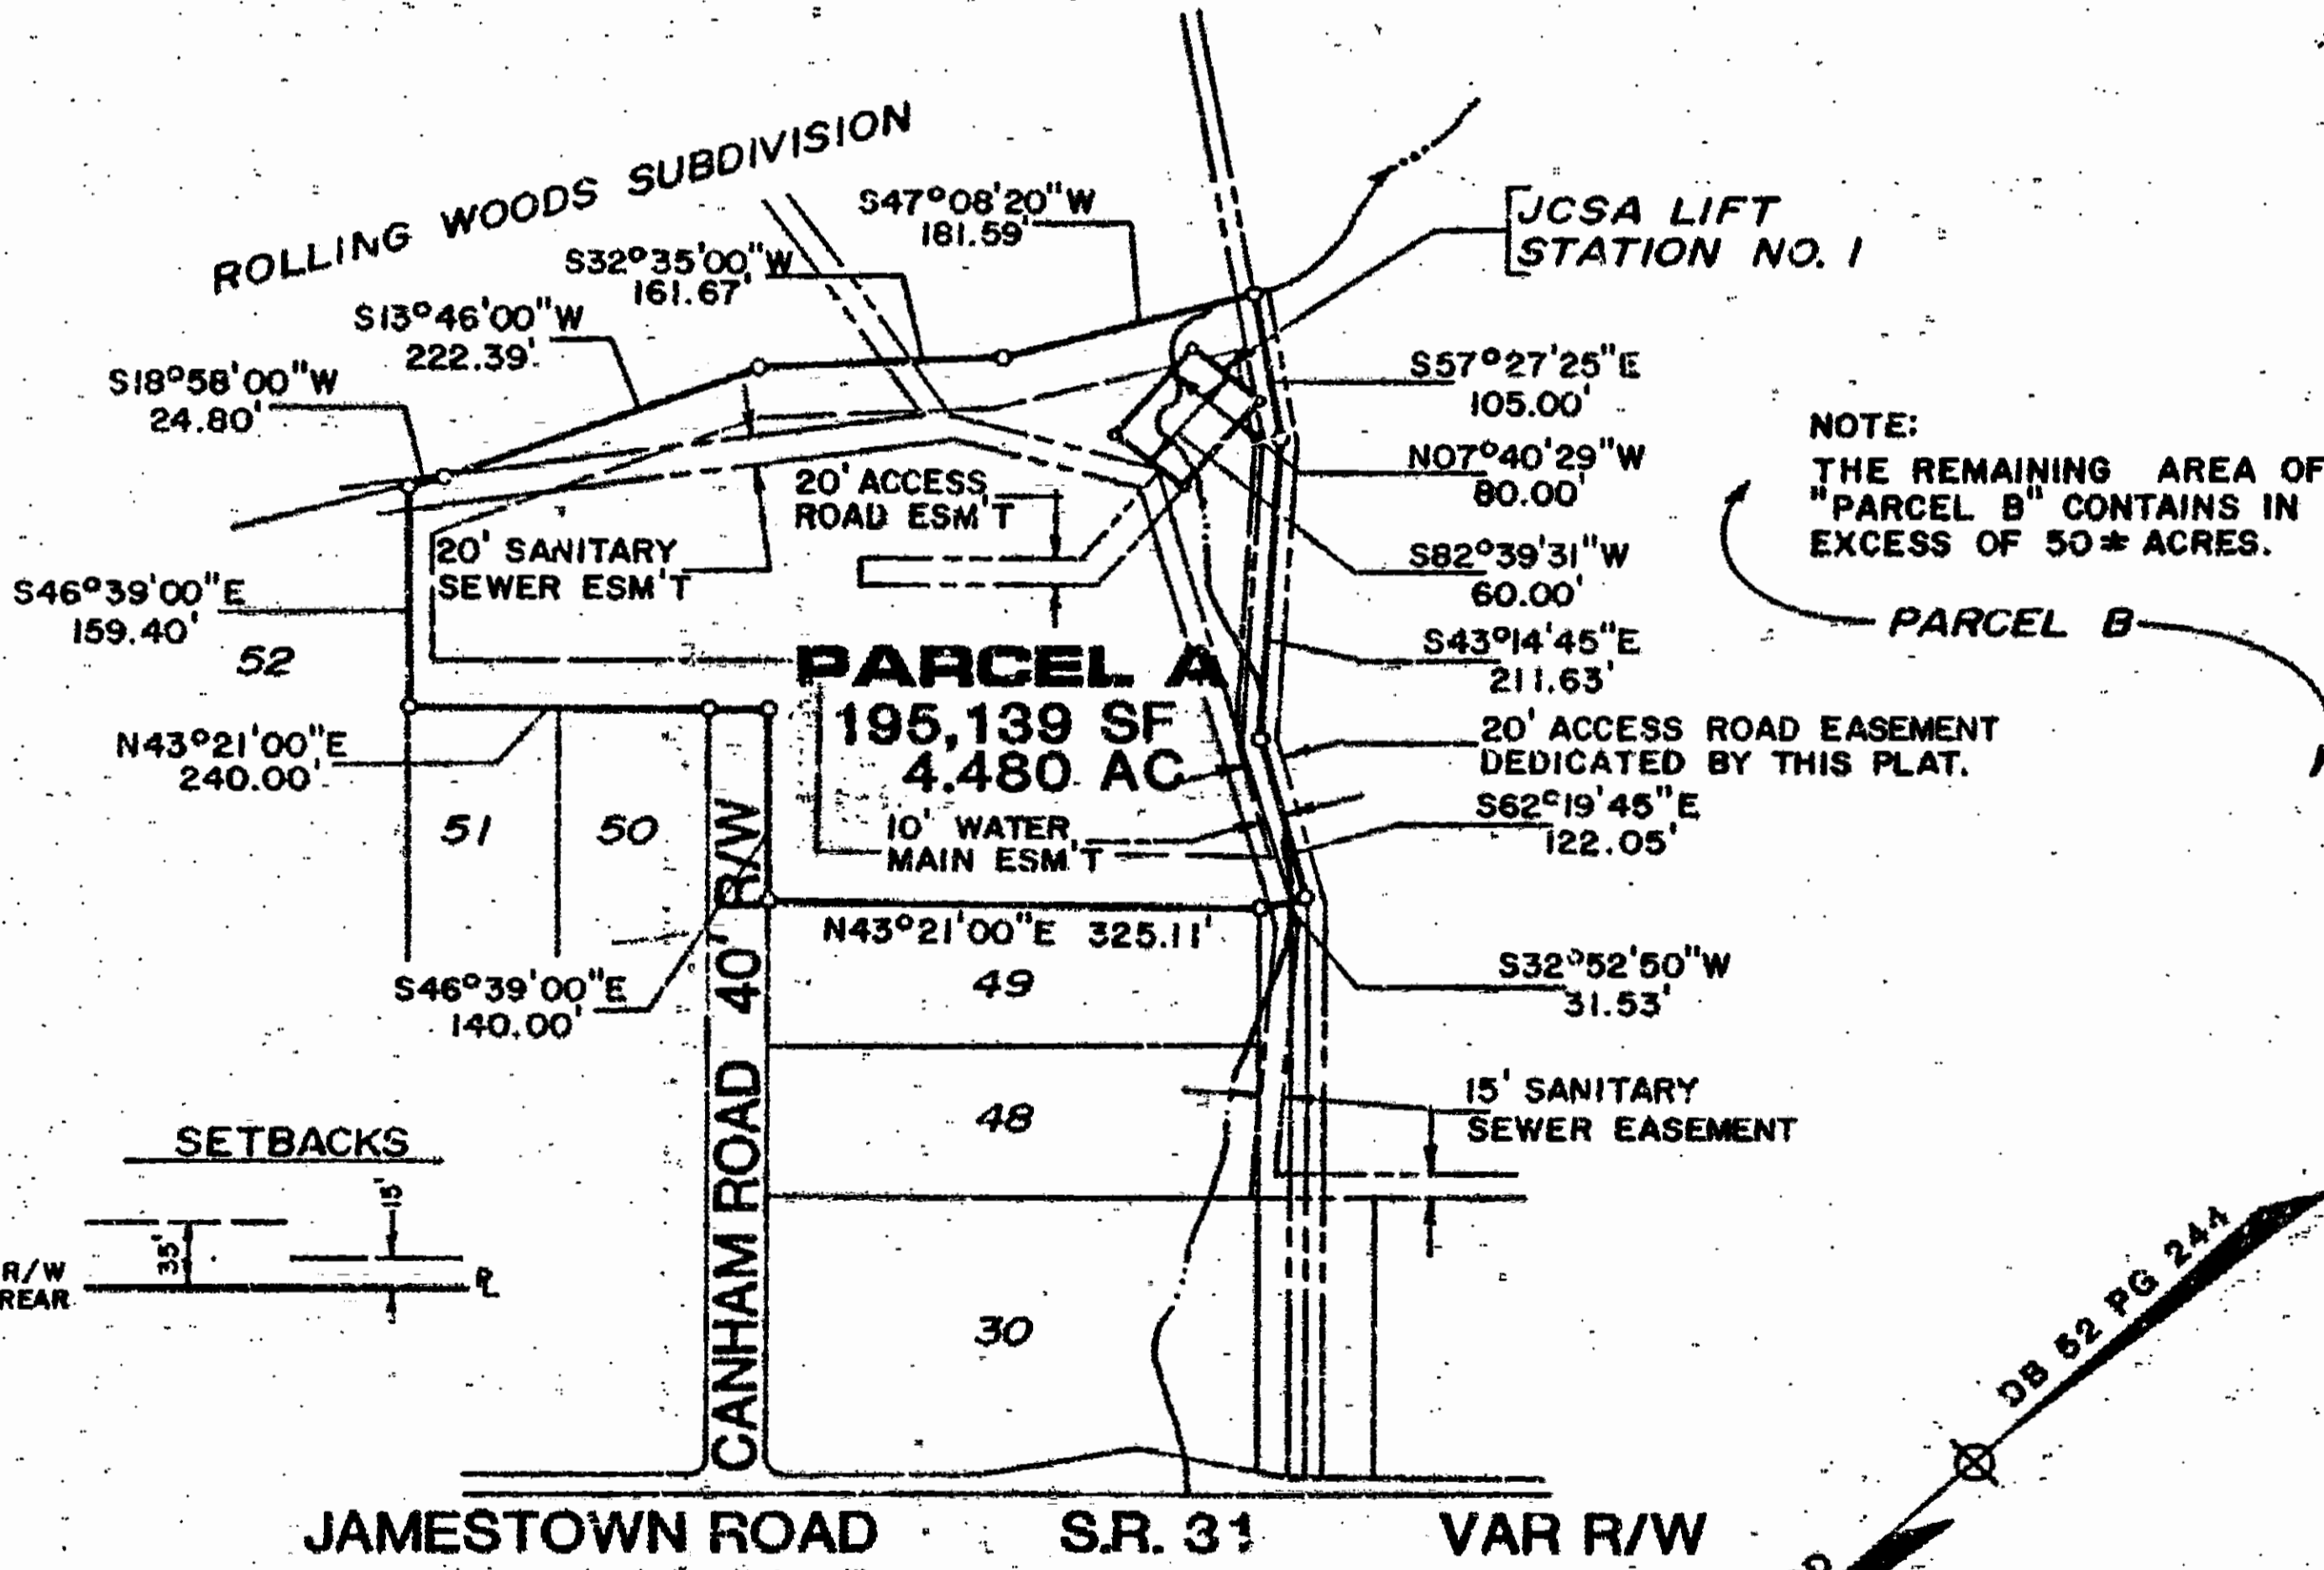 ROLLING WOODS SUBDIVISION
S47°08'20"W
181.59'
S32°35'00"W
161.67'
S13°46'00"W
222.39'
S18°58'00"W
24.80'
JCSA LIFT
STATION NO. 1
S57°27'25"E
105.00'
N07°40'29"W
80.00'
S82°39'31"W
60.00'
S43°14'45"E
211.63'
NOTE:
THE REMAINING AREA OF
"PARCEL B" CONTAINS IN
EXCESS OF 50± ACRES.
PARCEL B
20' ACCESS
ROAD ESM'T
20' SANITARY
SEWER ESM'T
S46°39'00"E
159.40'
52
PARCEL A
195,139 SF
4.480 AC
20' ACCESS ROAD EASEMENT
DEDICATED BY THIS PLAT.
N43°21'00"E
240.00'
S62°19'45"E
122.05'
51
50
10' WATER
MAIN ESM'T
N43°21'00"E 325.11'
49
S46°39'00"E
140.00'
S32°52'50"W
31.53'
CANHAM ROAD 40' R/W
48
15' SANITARY
SEWER EASEMENT
SETBACKS
15'
35'
R/W
REAR
PL
30
DB 52 PG 244
JAMESTOWN ROAD S.R. 31 VAR R/W